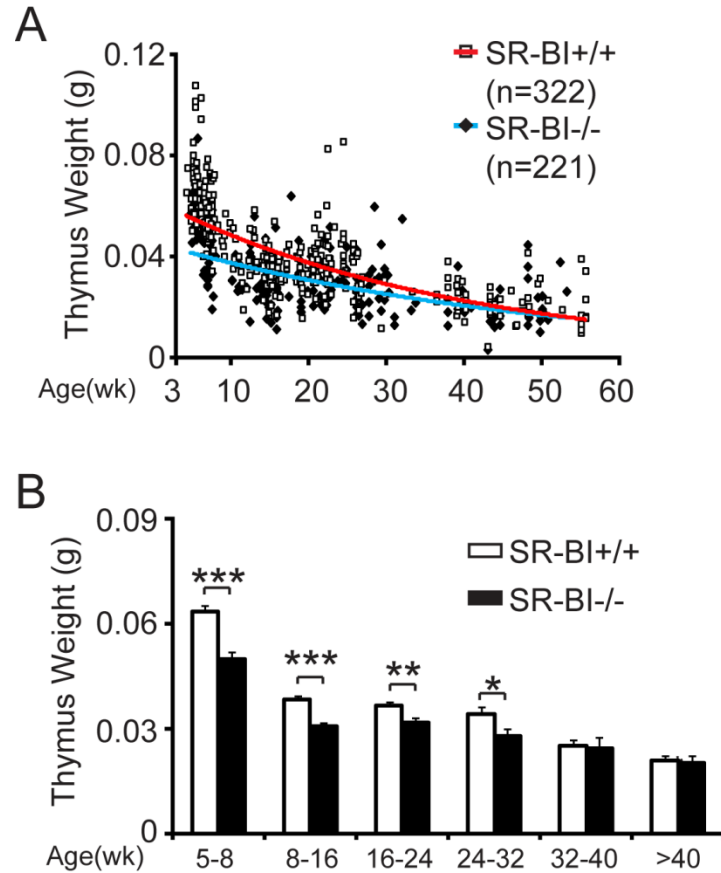 A
Thymus Weight (g)
0.12
0.08
0.04
0
SR-BI+/+
(n=322)
SR-BI-/-
(n=221)
Age(wk)
3 10 20 30 40 50 60
B
Thymus Weight (g)
0.09
0.06
0.03
0
SR-BI+/+
SR-BI-/-
***
***
**
*
Age(wk)
5-8 8-16 16-24 24-32 32-40 >40